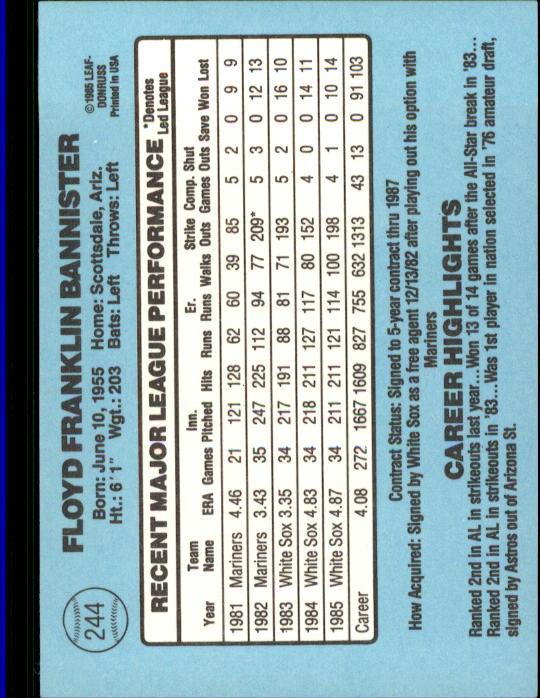 244
FLOYD FRANKLIN BANNISTER
Born: June 10, 1955 Home: Scottsdale, Ariz.
Ht.: 6'1" Wgt.: 203 Bats: Left Throws: Left
©1985 LEAF-
DONRUSS
Printed in USA
RECENT MAJOR LEAGUE PERFORMANCE *Denotes Led League
Year Team Name ERA Games Inn. Pitched Hits Runs Er. Runs Walks Strike Outs Comp. Games Shut Outs Save Won Lost
1981 Mariners 4.46 21 121 128 62 60 39 85 5 2 0 9 9
1982 Mariners 3.43 35 247 225 112 94 77 209* 5 3 0 12 13
1983 White Sox 3.35 34 217 191 88 81 71 193 5 2 0 16 10
1984 White Sox 4.83 34 218 211 127 117 80 152 4 0 0 14 11
1985 White Sox 4.87 34 211 211 121 114 100 198 4 1 0 10 14
Career 4.08 272 1667 1609 827 755 632 1313 43 13 0 91 103
Contract Status: Signed to 5-year contract thru 1987
How Acquired: Signed by White Sox as a free agent 12/13/82 after playing out his option with
Mariners
CAREER HIGHLIGHTS
Ranked 2nd in AL in strikeouts last year...Won 13 of 14 games after the All-Star break in '83...
Ranked 2nd in AL in strikeouts in '83...Was 1st player in nation selected in '76 amateur draft,
signed by Astros out of Arizona St.